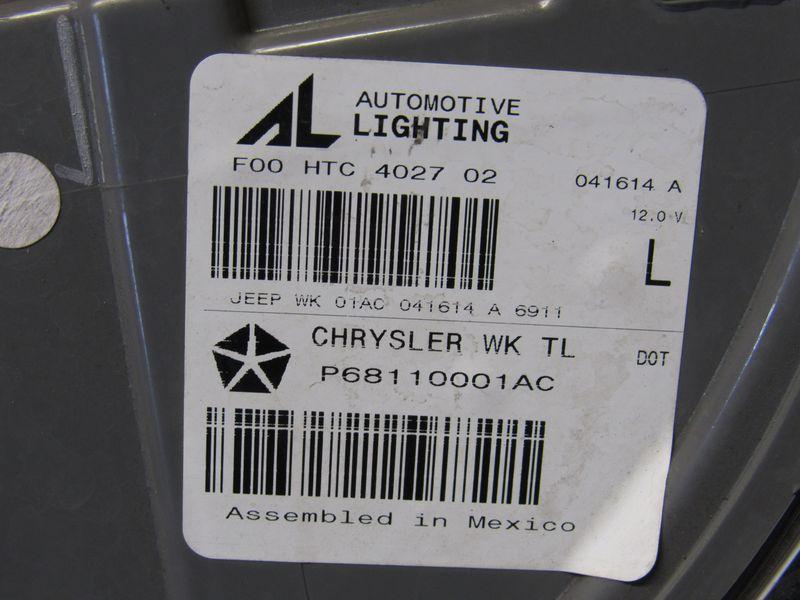 AL AUTOMOTIVE
LIGHTING
F00 HTC 4027 02
041614 A
12.0 V
L
JEEP WK 01AC 041614 A 6911
CHRYSLER WK TL
DOT
P68110001AC
Assembled in Mexico